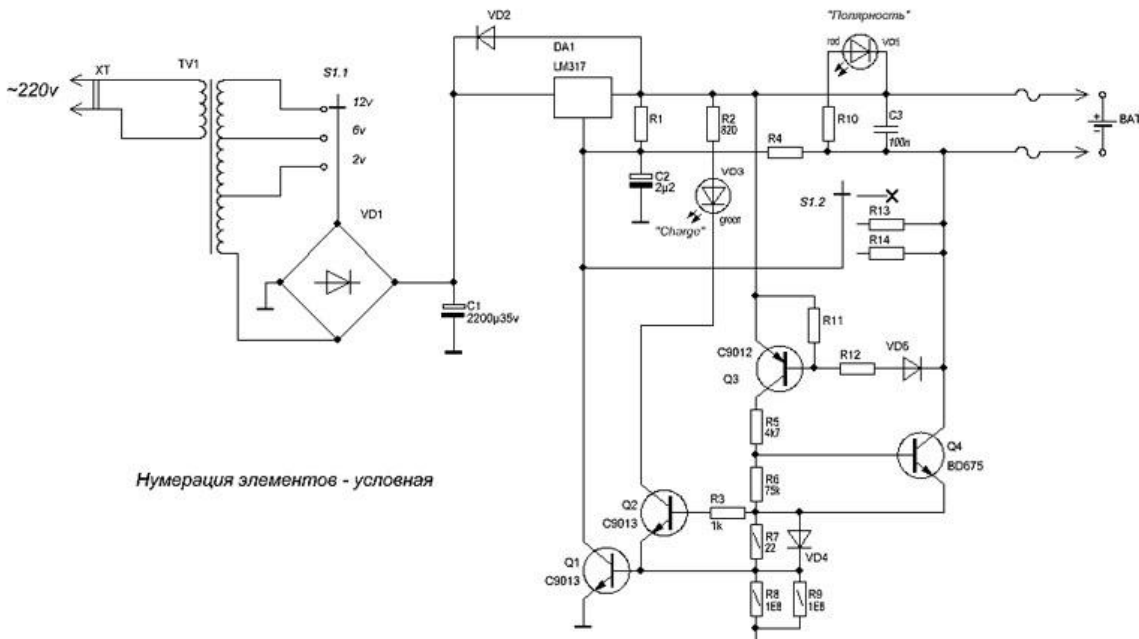 VD2
"Полярность"
red
VD5
DA1
LM317
XT
TV1
S1.1
~220v
12v
6v
2v
R1
R2
820
R10
C3
100n
BAT
+
-
R4
C2
2µ2
VD3
green
"Charge"
S1.2
R13
R14
VD1
C1
2200µ35v
R11
C9012
Q3
R12
VD6
R5
4k7
Q4
BD675
R6
75k
Нумерация элементов - условная
Q2
C9013
R3
1k
R7
22
VD4
Q1
C9013
R8
1E8
R9
1E8